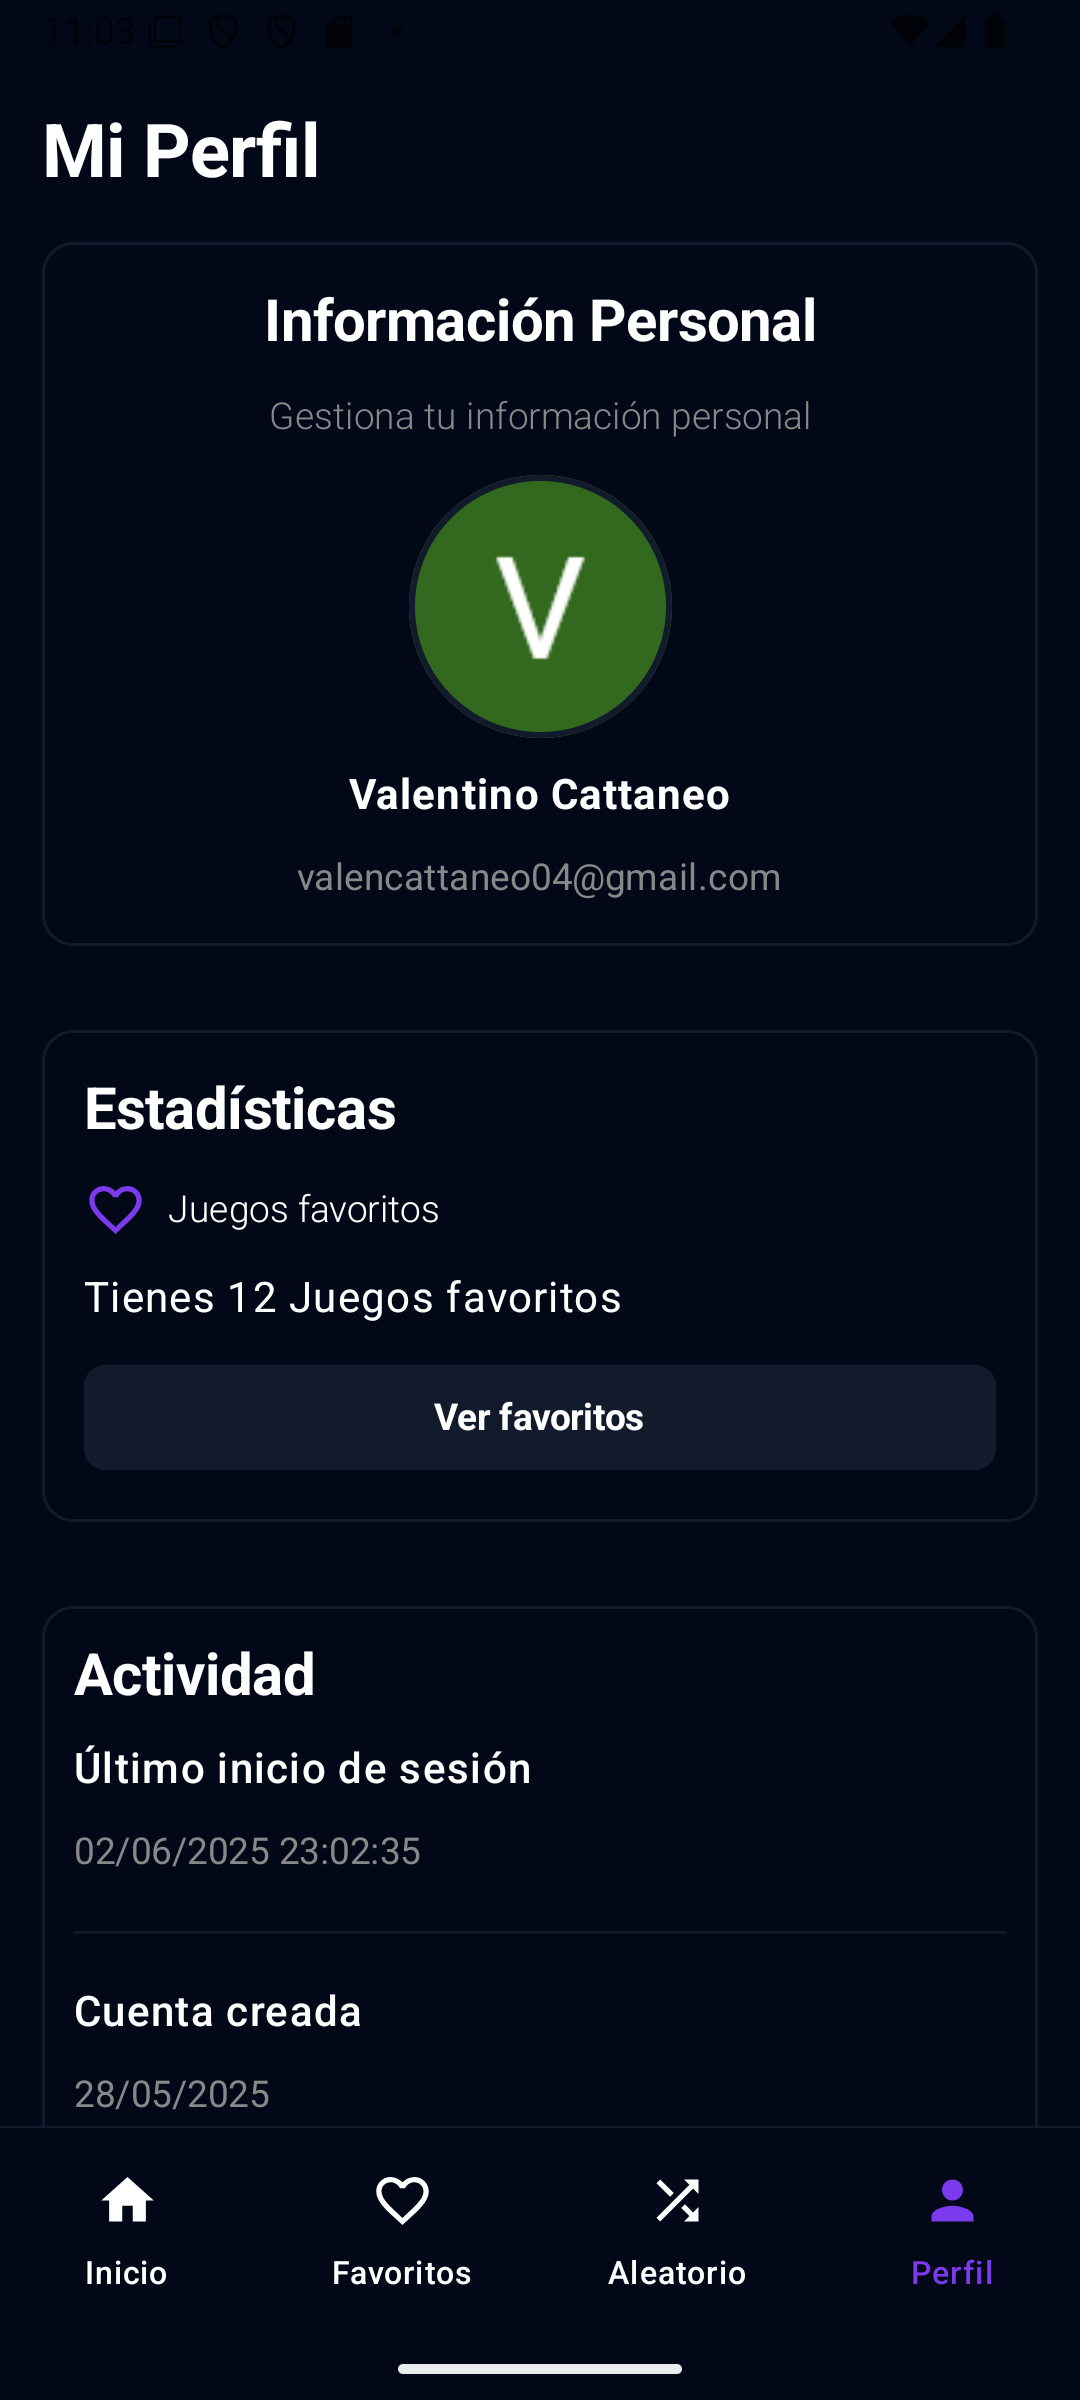 11:03
Mi Perfil
Información Personal
Gestiona tu información personal
V
Valentino Cattaneo
valencattaneo04@gmail.com
Estadísticas
Juegos favoritos
Tienes 12 Juegos favoritos
Ver favoritos
Actividad
Último inicio de sesión
02/06/2025 23:02:35
Cuenta creada
28/05/2025
Inicio
Favoritos
Aleatorio
Perfil